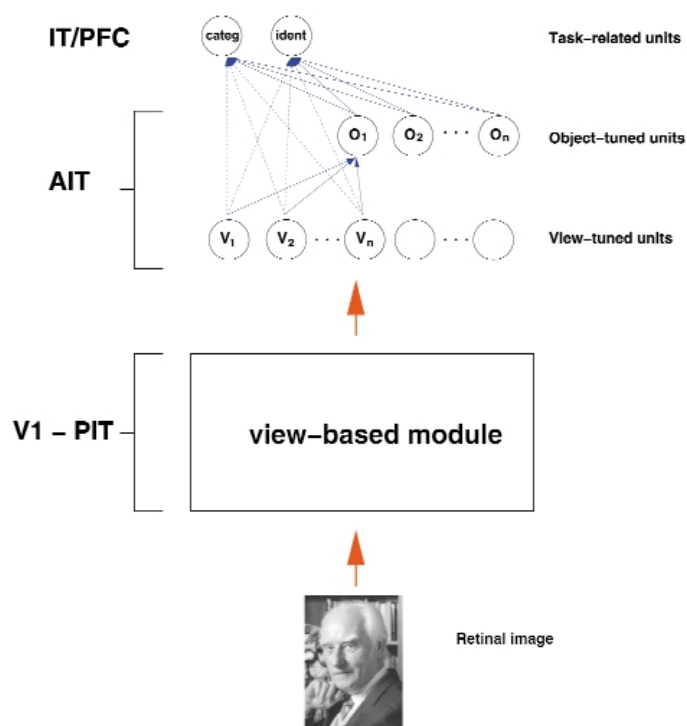 IT/PFC
categ
ident
Task-related units
AIT
O1
O2
...
On
Object-tuned units
V1
V2
...
Vn
...
View-tuned units
V1 – PIT
view-based module
Retinal image